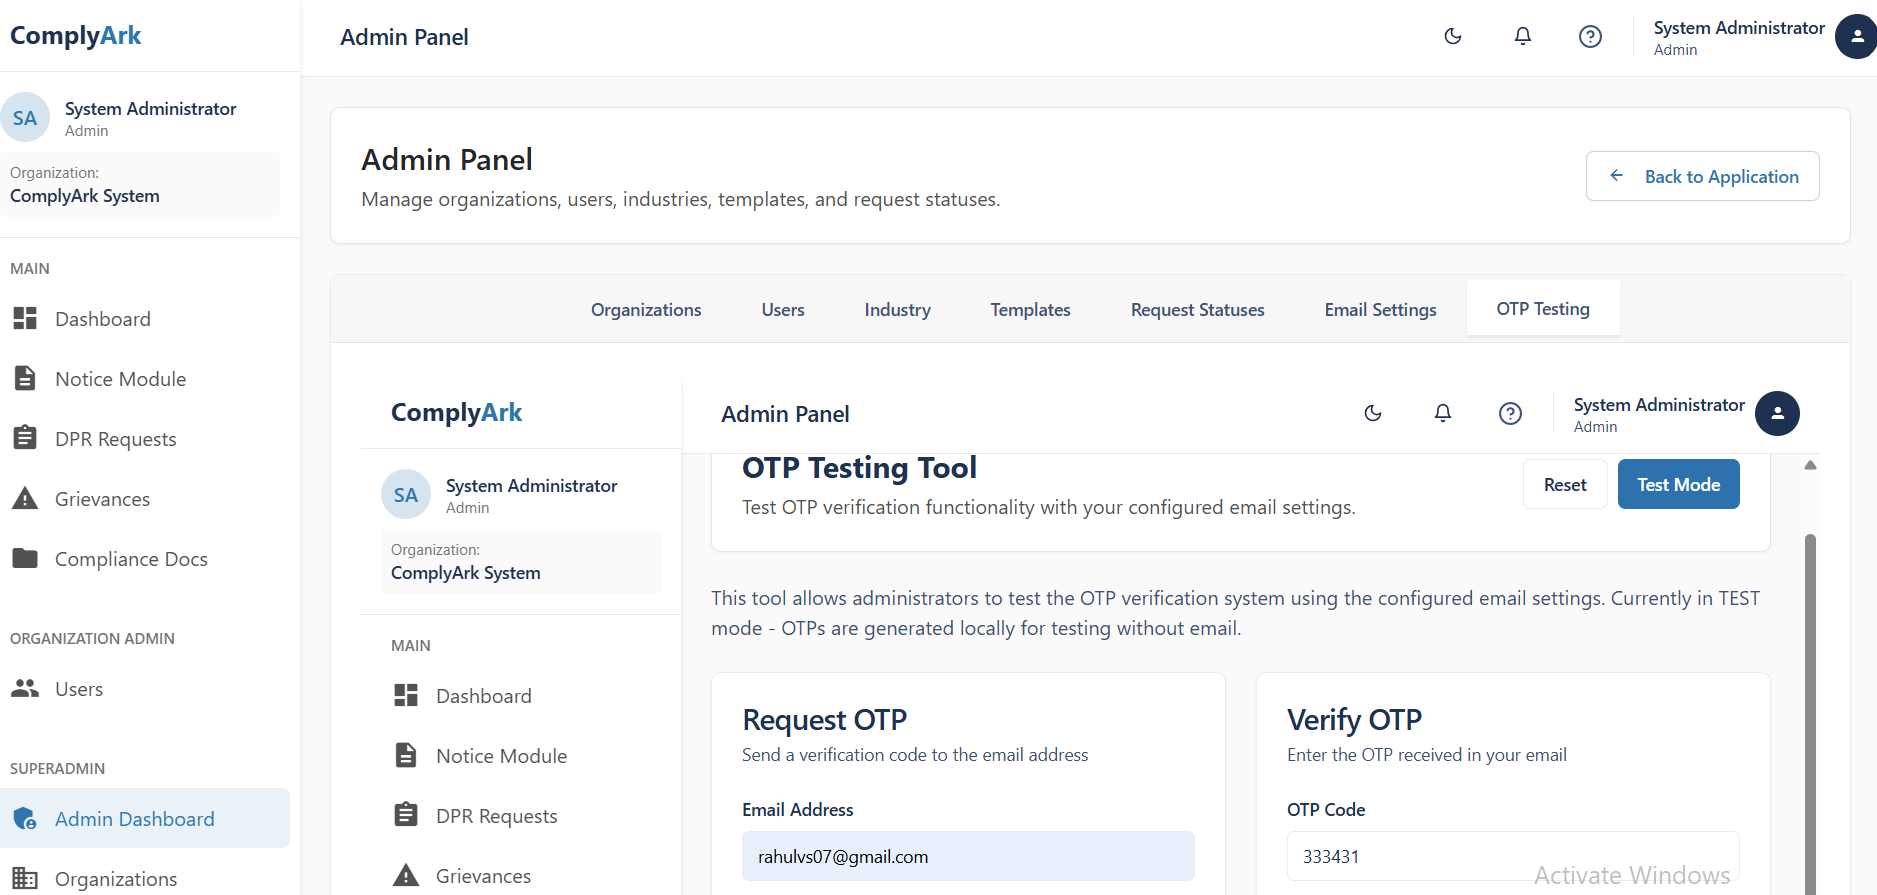 ComplyArk
SA
System Administrator
Admin
Organization:
ComplyArk System
MAIN
Dashboard
Notice Module
DPR Requests
Grievances
Compliance Docs
ORGANIZATION ADMIN
Users
SUPERADMIN
Admin Dashboard
Organizations
Admin Panel
System Administrator
Admin
Admin Panel
Manage organizations, users, industries, templates, and request statuses.
Back to Application
Organizations Users Industry Templates Request Statuses Email Settings OTP Testing
ComplyArk
SA
System Administrator
Admin
Organization:
ComplyArk System
MAIN
Dashboard
Notice Module
DPR Requests
Grievances
Admin Panel
System Administrator
Admin
OTP Testing Tool
Test OTP verification functionality with your configured email settings.
Reset
Test Mode
This tool allows administrators to test the OTP verification system using the configured email settings. Currently in TEST
mode - OTPs are generated locally for testing without email.
Request OTP
Send a verification code to the email address
Email Address
rahulvs07@gmail.com
Verify OTP
Enter the OTP received in your email
OTP Code
333431
Activate Windows